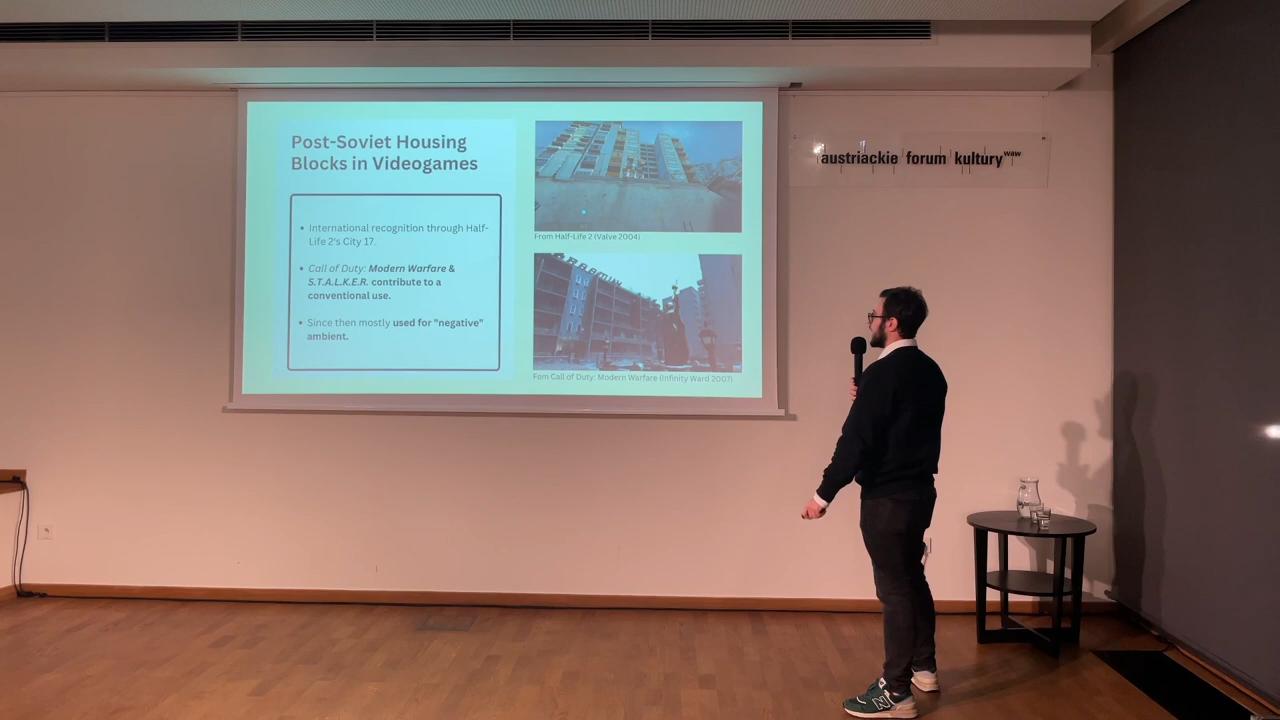 Post-Soviet Housing
Blocks in Videogames
• International recognition through Half-
Life 2's City 17.
• Call of Duty: Modern Warfare &
S.T.A.L.K.E.R. contribute to a
conventional use.
• Since then mostly used for "negative"
ambient.
From Half-Life 2 (Valve 2004)
Fom Call of Duty: Modern Warfare (Infinity Ward 2007)
austriackie forum kultury waw
N